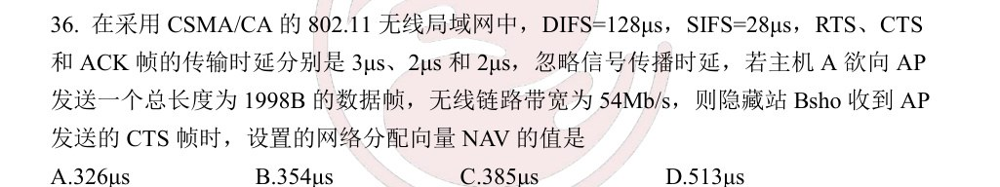 36. 在采用 CSMA/CA 的 802.11 无线局域网中，DIFS=128μs，SIFS=28μs，RTS、CTS
和 ACK 帧的传输时延分别是 3μs、2μs 和 2μs，忽略信号传播时延，若主机 A 欲向 AP
发送一个总长度为 1998B 的数据帧，无线链路带宽为 54Mb/s，则隐藏站 Bsho 收到 AP
发送的 CTS 帧时，设置的网络分配向量 NAV 的值是
A.326μs B.354μs C.385μs D.513μs